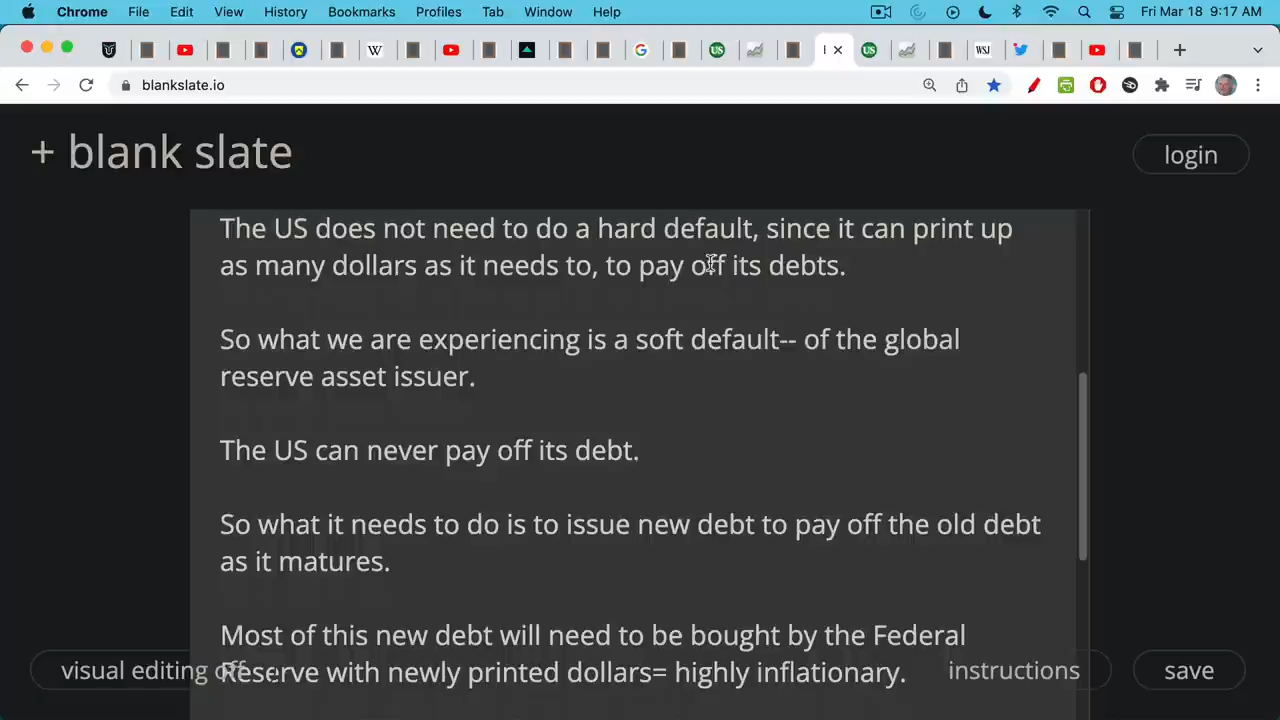 Chrome File Edit View History Bookmarks Profiles Tab Window Help Fri Mar 18 9:17 AM
W G US I US WSJ
blankslate.io
+ blank slate
login
The US does not need to do a hard default, since it can print up
as many dollars as it needs to, to pay off its debts.
So what we are experiencing is a soft default-- of the global
reserve asset issuer.
The US can never pay off its debt.
So what it needs to do is to issue new debt to pay off the old debt
as it matures.
Most of this new debt will need to be bought by the Federal
Reserve with newly printed dollars= highly inflationary.
visual editing off
instructions
save